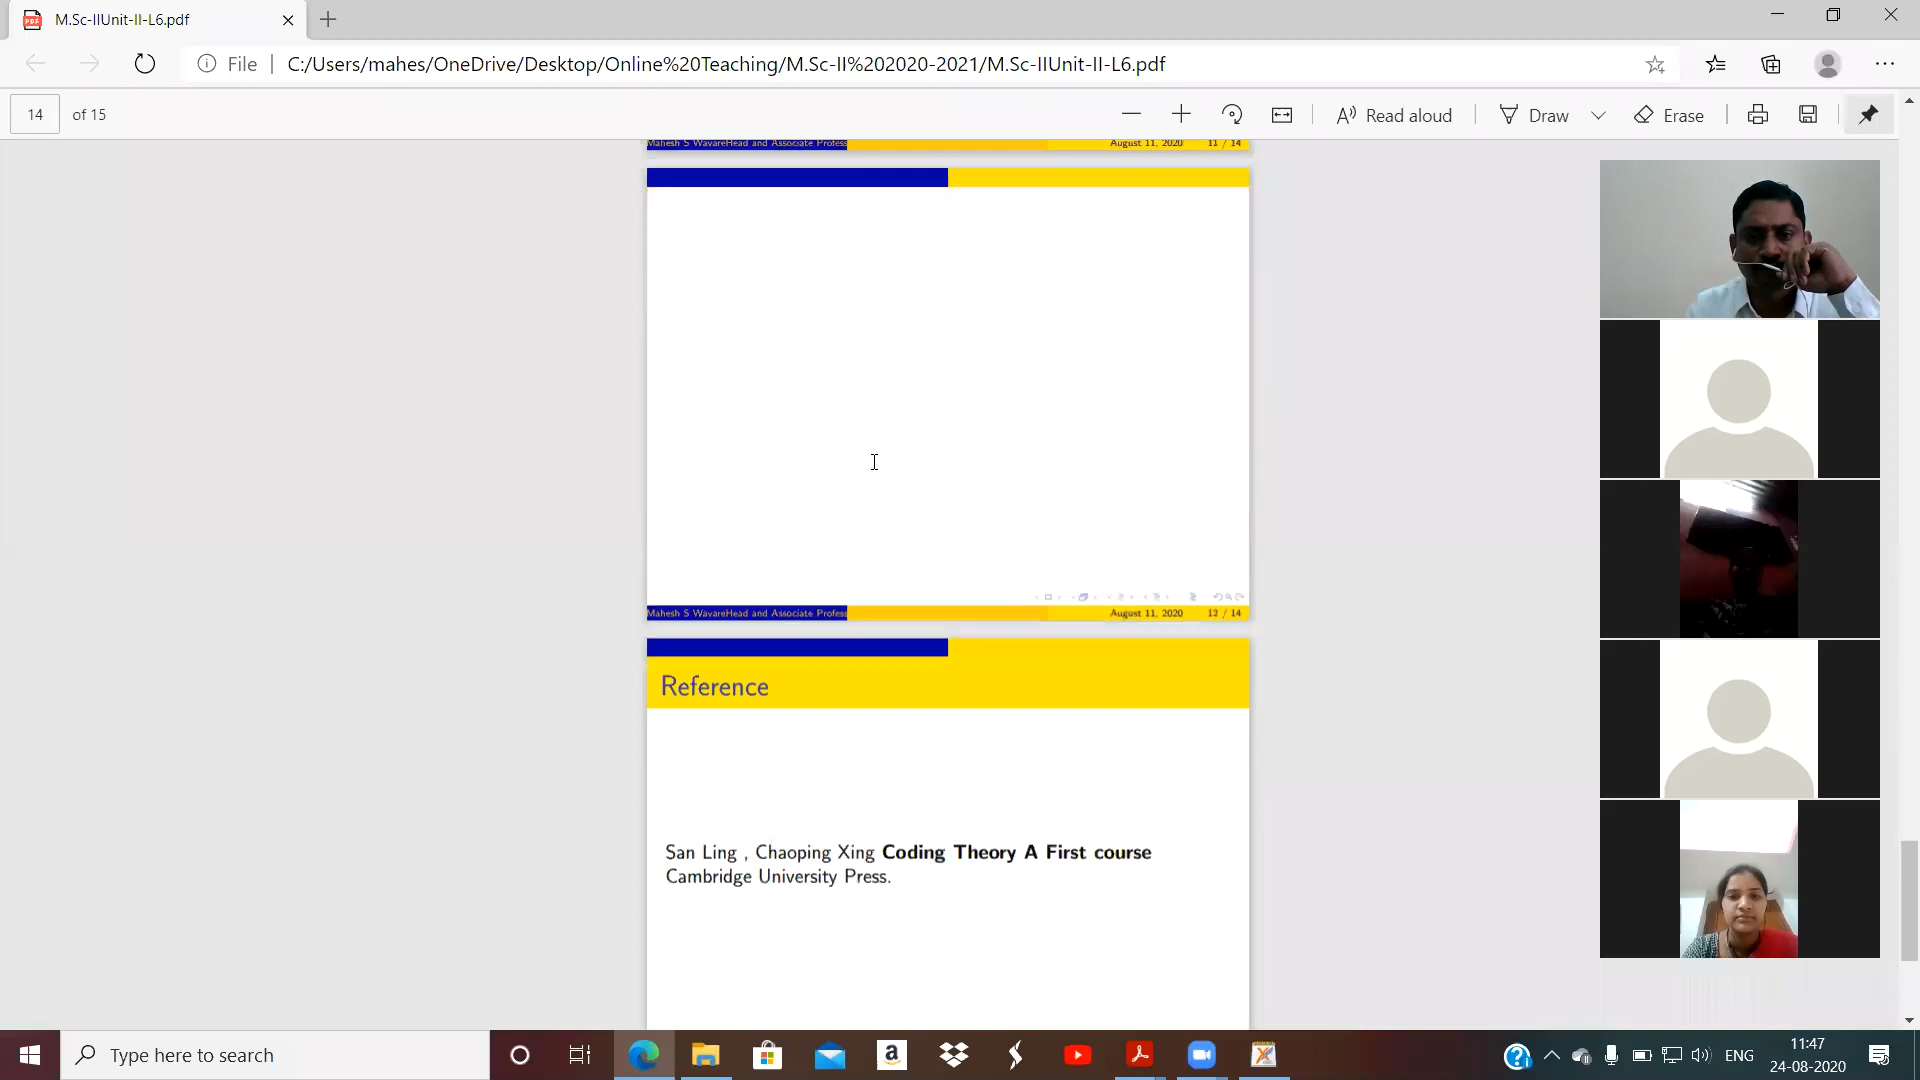 M.Sc-IIUnit-II-L6.pdf
File
C:/Users/mahes/OneDrive/Desktop/Online%20Teaching/M.Sc-II%202020-2021/M.Sc-IIUnit-II-L6.pdf
14 of 15
Read aloud
Draw
Erase
Mahesh S WavareHead and Associate Profess
August 11, 2020 11 / 14
Mahesh S WavareHead and Associate Profess
August 11, 2020 12 / 14
Reference
San Ling , Chaoping Xing Coding Theory A First course
Cambridge University Press.
Type here to search
ENG
11:47
24-08-2020